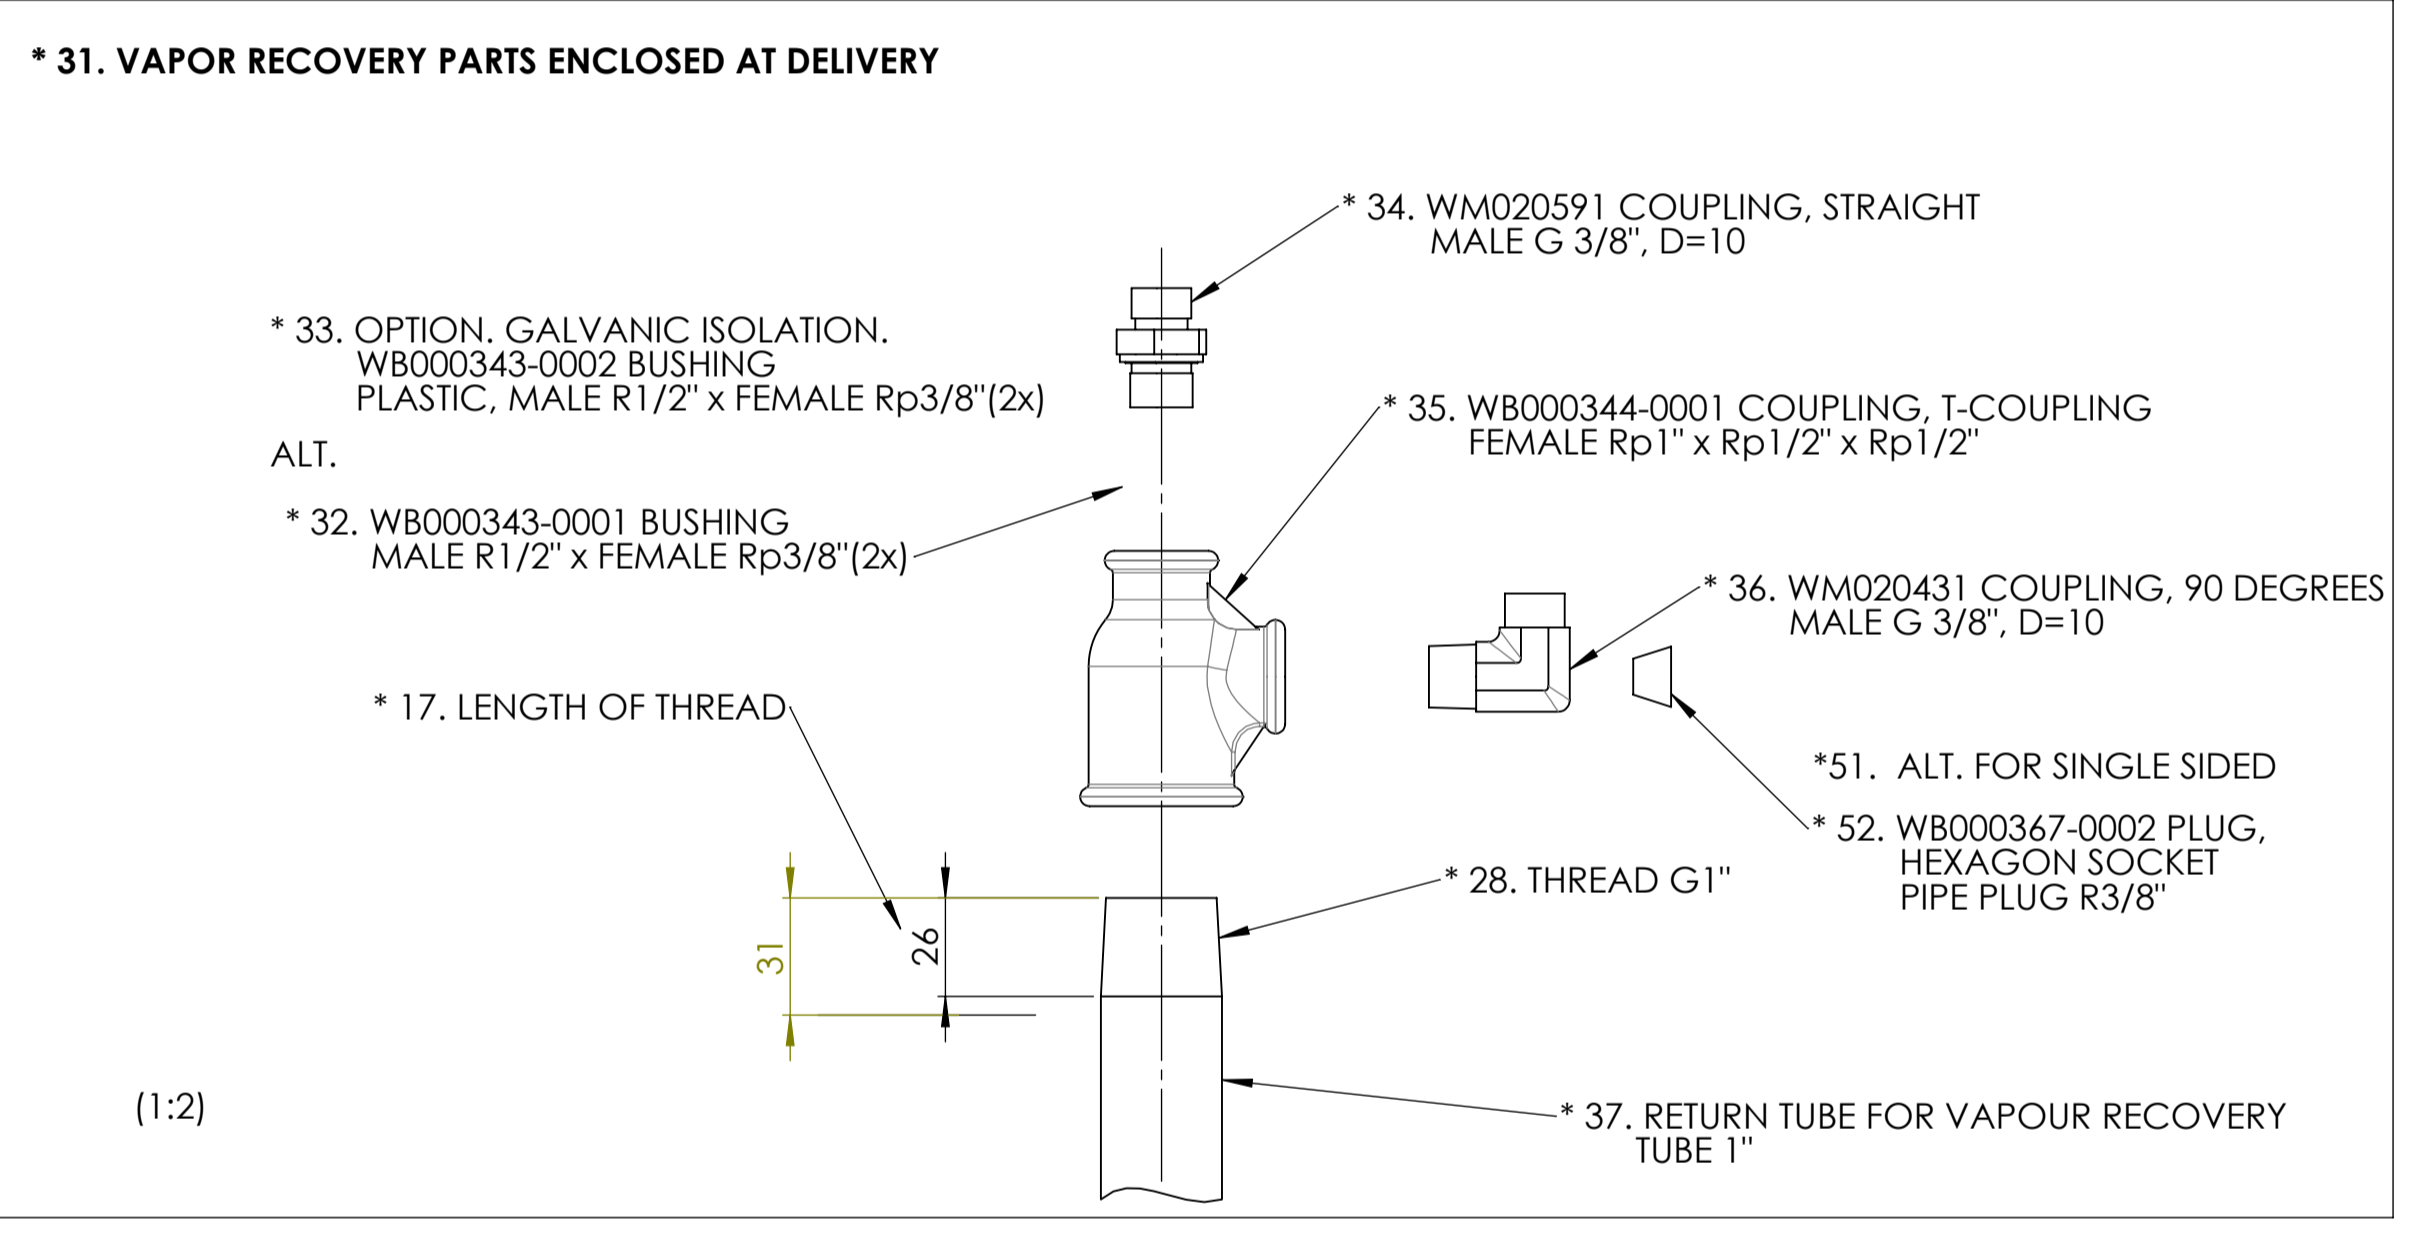 * 31. VAPOR RECOVERY PARTS ENCLOSED AT DELIVERY
* 34. WM020591 COUPLING, STRAIGHT
MALE G 3/8", D=10
* 33. OPTION. GALVANIC ISOLATION.
WB000343-0002 BUSHING
PLASTIC, MALE R1/2" x FEMALE Rp3/8"(2x)
ALT.
* 32. WB000343-0001 BUSHING
MALE R1/2" x FEMALE Rp3/8"(2x)
* 35. WB000344-0001 COUPLING, T-COUPLING
FEMALE Rp1" x Rp1/2" x Rp1/2"
* 36. WM020431 COUPLING, 90 DEGREES
MALE G 3/8", D=10
* 17. LENGTH OF THREAD
*51. ALT. FOR SINGLE SIDED
* 52. WB000367-0002 PLUG,
HEXAGON SOCKET
PIPE PLUG R3/8"
* 28. THREAD G1"
31
26
* 37. RETURN TUBE FOR VAPOUR RECOVERY
TUBE 1"
(1:2)